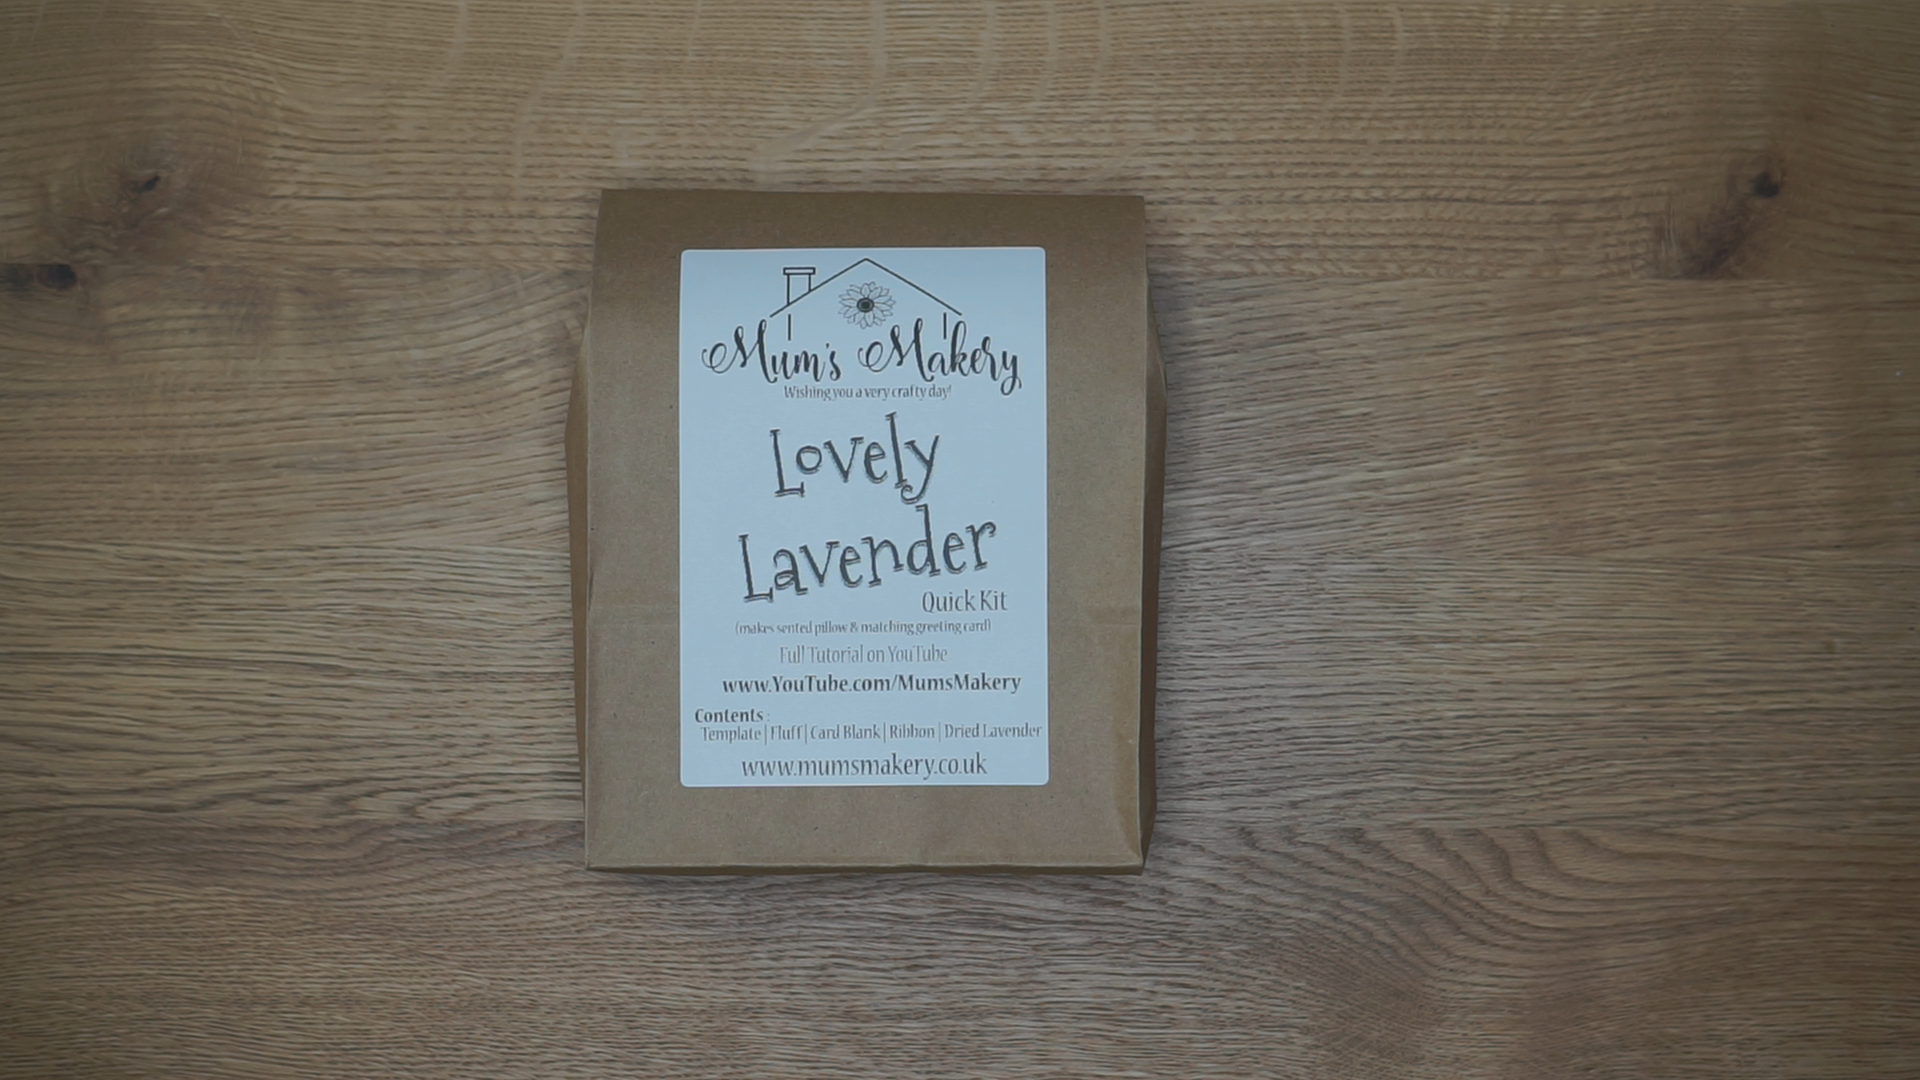 Mum's Makery
Wishing you a very crafty day!
Lovely
Lavender
Quick Kit
(makes sented pillow & matching greeting card)
Full Tutorial on YouTube
www.YouTube.com/MumsMakery
Contents:
Template | Fluff | Card Blank | Ribbon | Dried Lavender
www.mumsmakery.co.uk